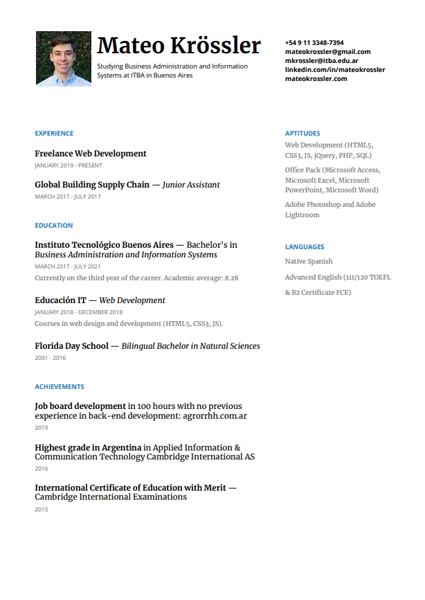 Mateo Krössler
Studying Business Administration and Information
Systems at ITBA in Buenos Aires
+54 9 11 3348-7394
mateokrossler@gmail.com
mkrossler@itba.edu.ar
linkedin.com/in/mateokrossler
mateokrossler.com
EXPERIENCE
Freelance Web Development
JANUARY 2019 - PRESENT
Global Building Supply Chain — Junior Assistant
MARCH 2017 - JULY 2017
EDUCATION
Instituto Tecnológico Buenos Aires — Bachelor's in
Business Administration and Information Systems
MARCH 2017 - JULY 2021
Currently on the third year of the career. Academic average: 8.28
Educación IT — Web Development
JANUARY 2018 - DECEMBER 2018
Courses in web design and development (HTML5, CSS3, JS).
Florida Day School — Bilingual Bachelor in Natural Sciences
2001 - 2016
ACHIEVEMENTS
Job board development in 100 hours with no previous
experience in back-end development: agrorrhh.com.ar
2019
Highest grade in Argentina in Applied Information &
Communication Technology Cambridge International AS
2016
International Certificate of Education with Merit —
Cambridge International Examinations
2015
APTITUDES
Web Development (HTML5,
CSS3, JS, jQuery, PHP, SQL)
Office Pack (Microsoft Access,
Microsoft Excel, Microsoft
PowerPoint, Microsoft Word)
Adobe Photoshop and Adobe
Lightroom
LANGUAGES
Native Spanish
Advanced English (111/120 TOEFL
& B2 Certificate FCE)